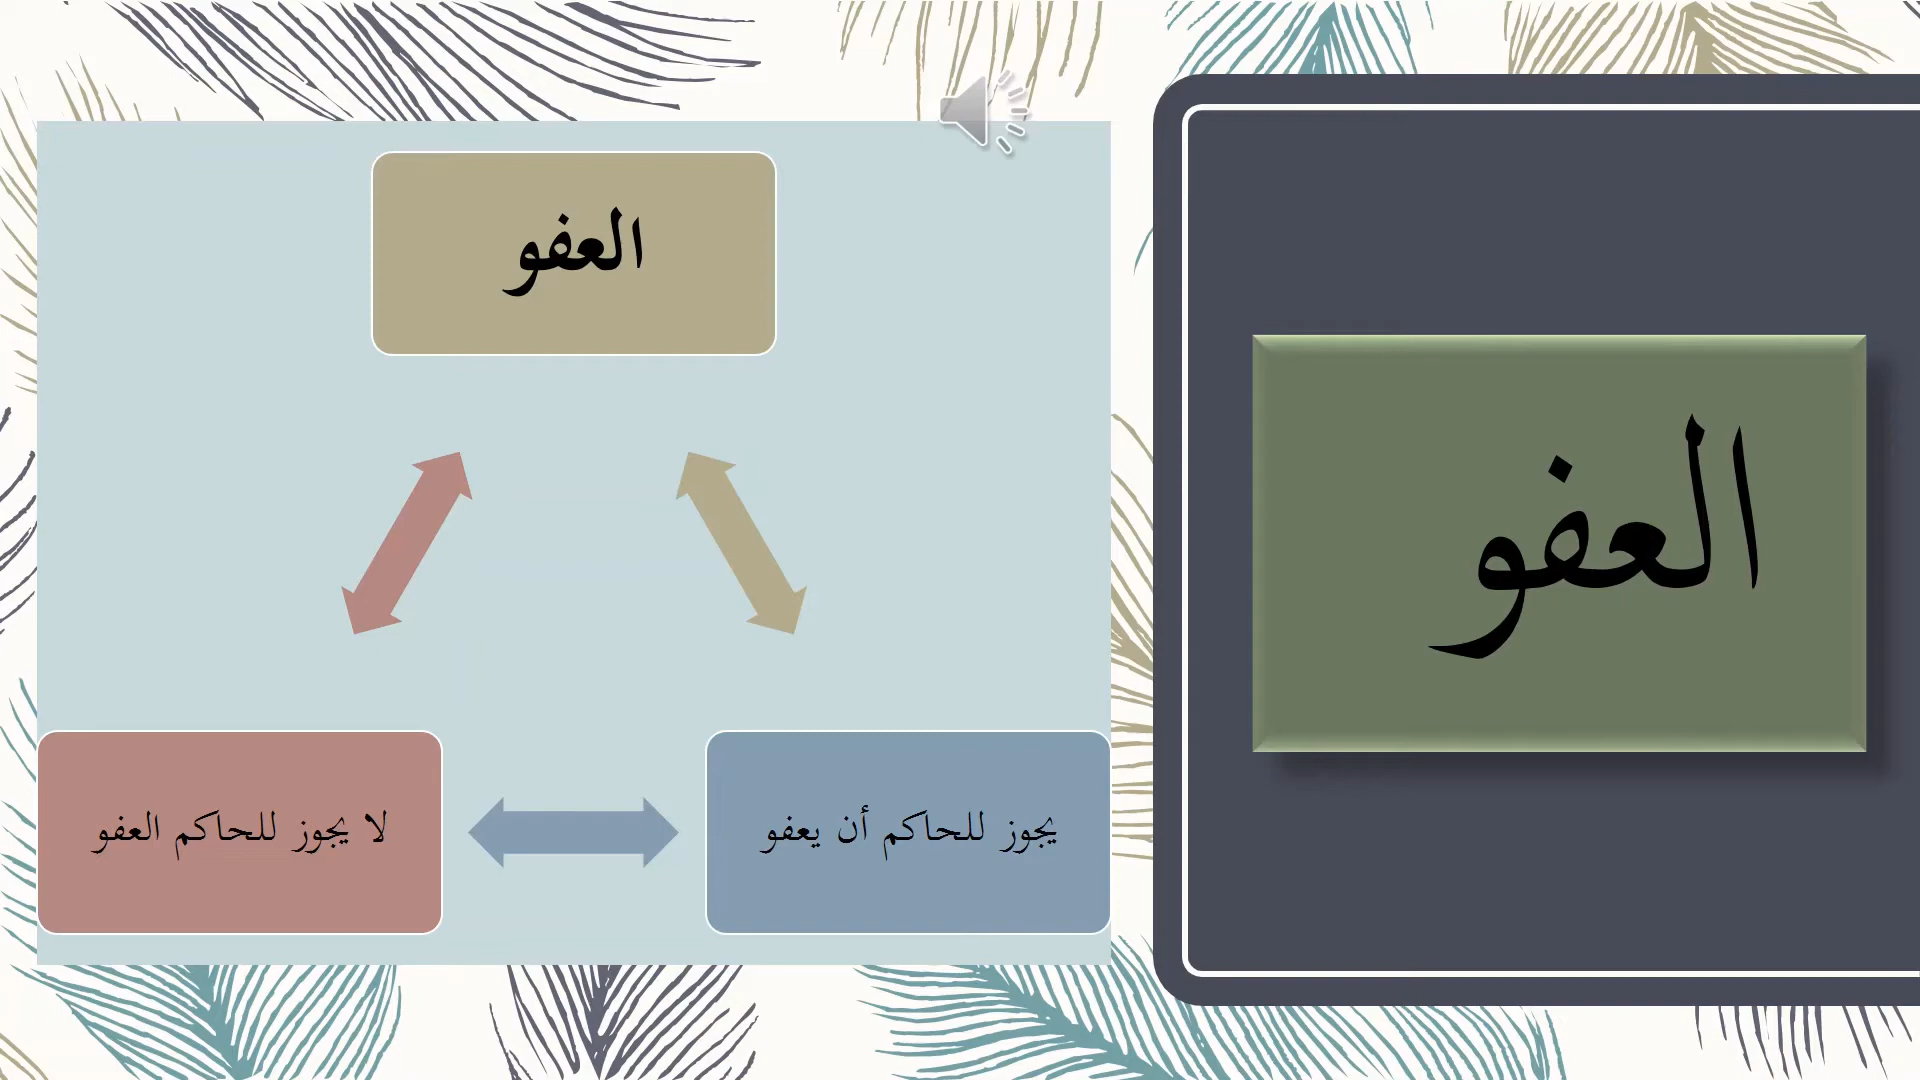 العفو
العفو
يجوز للحاكم أن يعفو
لا يجوز للحاكم العفو